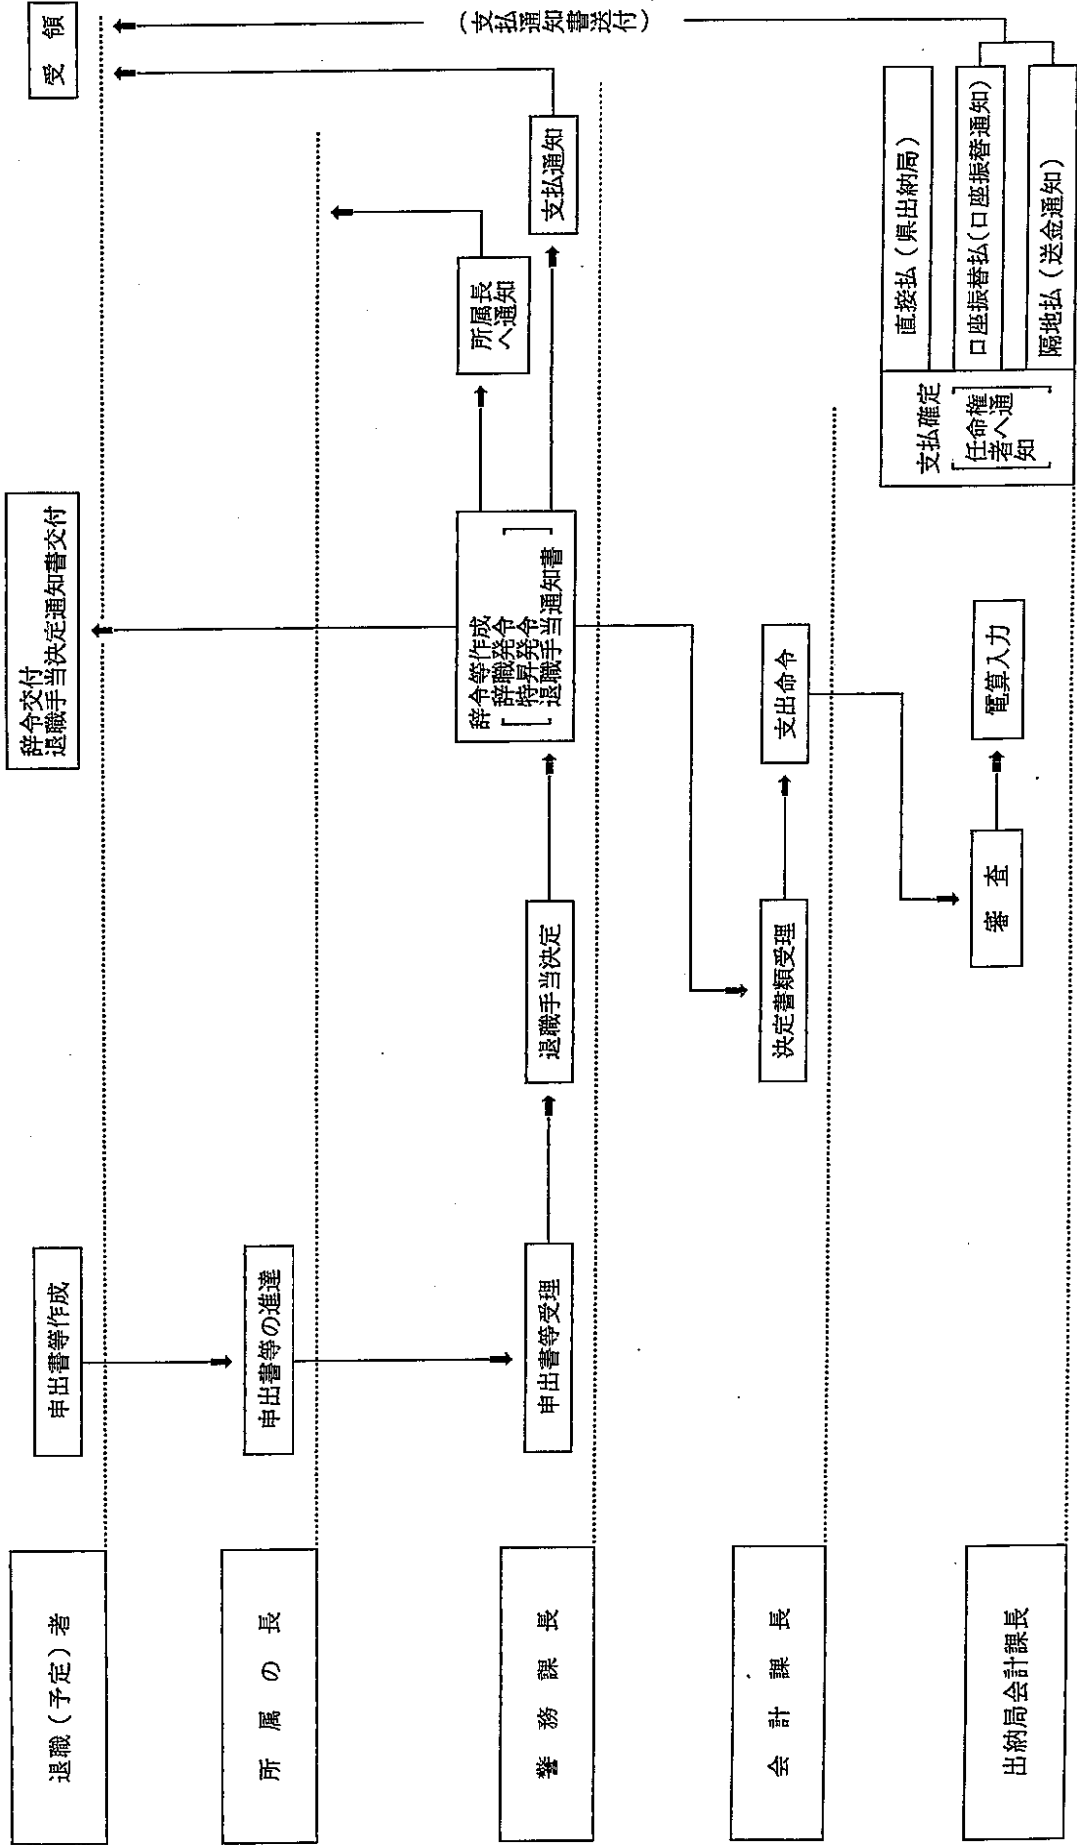 退職（予定）者
申出書等作成
辞令交付
退職手当決定通知書交付
受領
所属の長
申出書等の進達
警務課長
申出書等受理
退職手当決定
辞令等作成
辞職発令
特昇発令
退職手当通知書
所属長
へ通知
支払通知
（支払通知書送付）
会計課長
決定書類受理
支出命令
出納局会計課長
審査
電算入力
支払確定
任命権
者へ通
知
直接払（県出納局）
口座振替払（口座振替通知）
隔地払（送金通知）